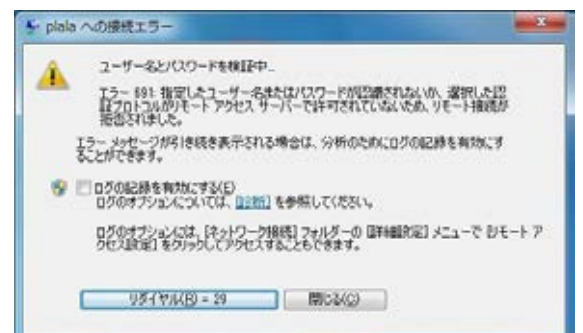 plala への接続エラー
ユーザー名とパスワードを検証中...
エラー 691: 指定したユーザー名またはパスワードが認識されないか、選択した認
証プロトコルがリモート アクセス サーバーで許可されていないため、リモート接続が
拒否されました。
エラー メッセージが引き続き表示される場合は、分析のためにログの記録を有効にす
ることができます。
ログの記録を有効にする(E)
ログのオプションについては、[診断] を参照してください。
ログのオプションには、[ネットワーク接続] フォルダーの [詳細設定] メニューで [リモート ア
クセス設定] をクリックしてアクセスすることもできます。
リダイヤル(R) = 29
閉じる(C)